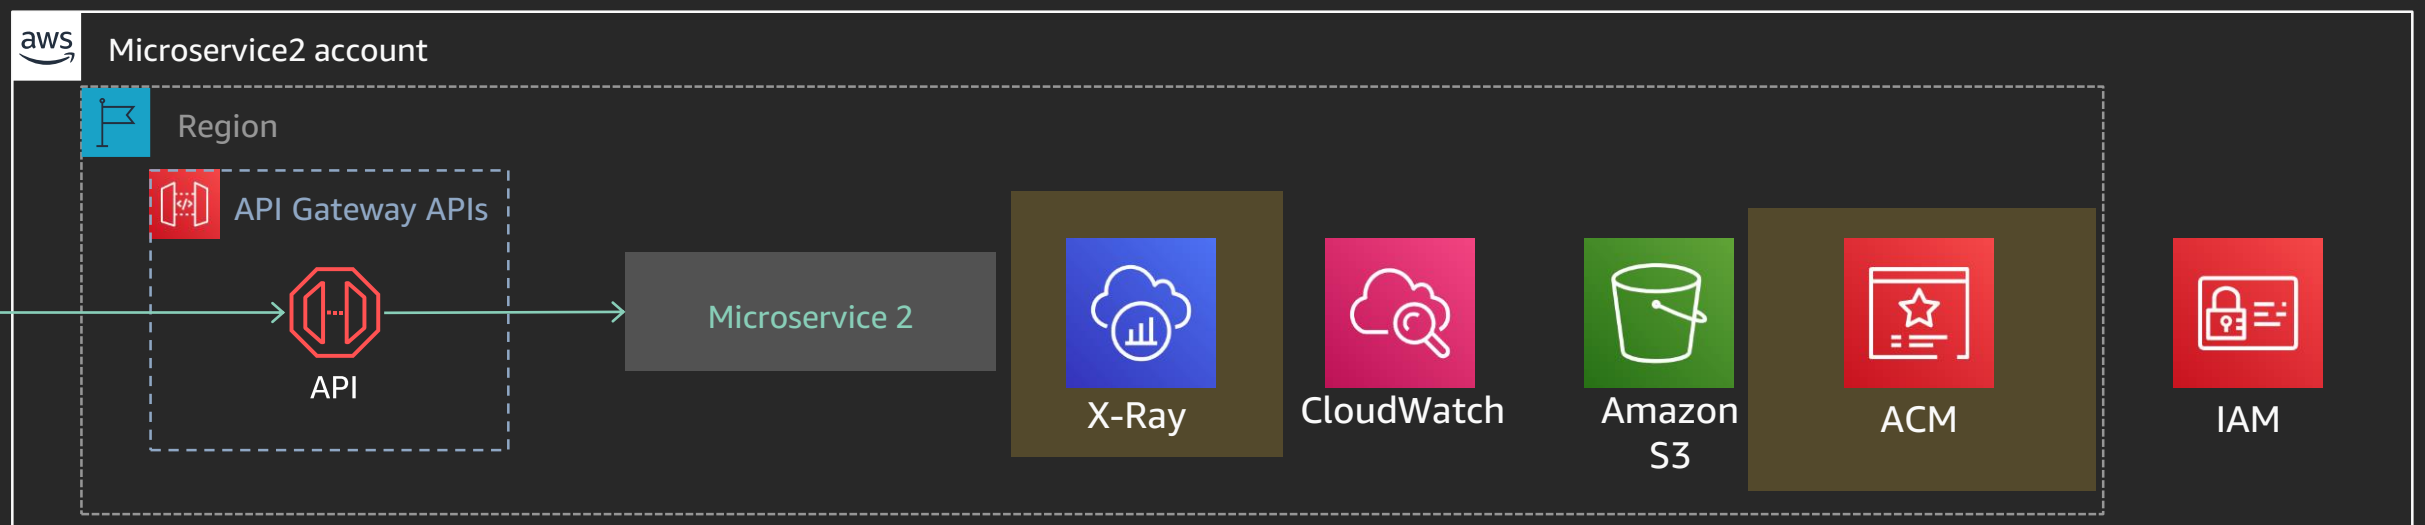 aws
Microservice2 account
Region
API Gateway APIs
API
Microservice 2
X-Ray
CloudWatch
Amazon
S3
ACM
IAM